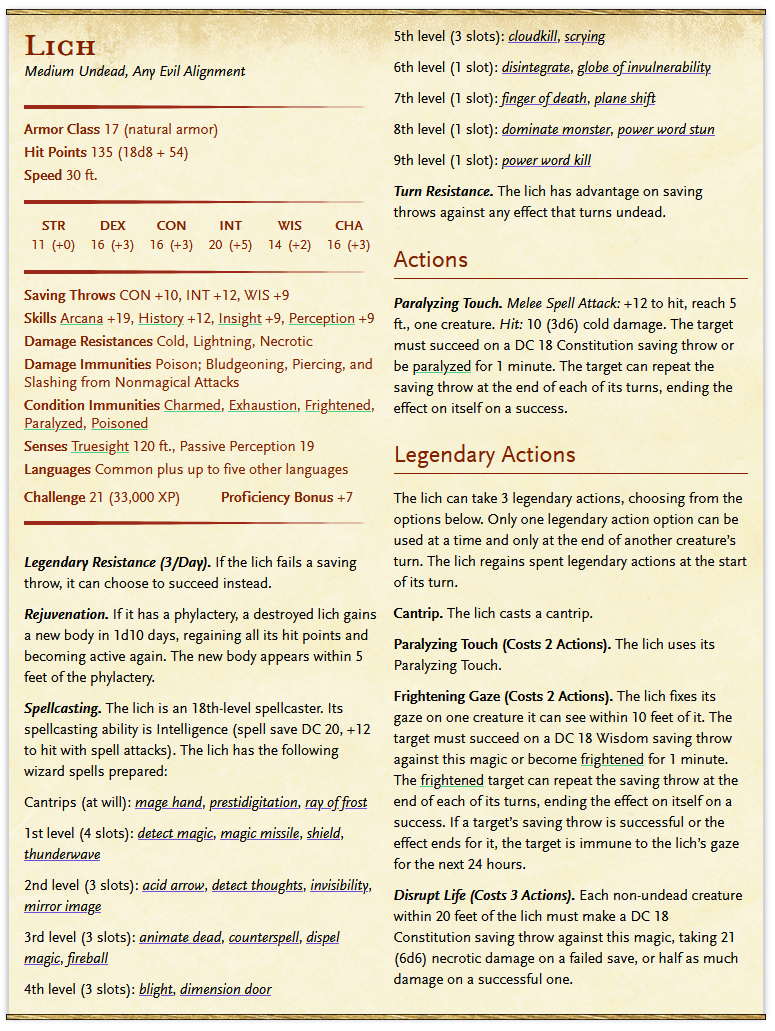 Lich
Medium Undead, Any Evil Alignment
Armor Class 17 (natural armor)
Hit Points 135 (18d8 + 54)
Speed 30 ft.
STR DEX CON INT WIS CHA
11 (+0) 16 (+3) 16 (+3) 20 (+5) 14 (+2) 16 (+3)
Saving Throws CON +10, INT +12, WIS +9
Skills Arcana +19, History +12, Insight +9, Perception +9
Damage Resistances Cold, Lightning, Necrotic
Damage Immunities Poison; Bludgeoning, Piercing, and
Slashing from Nonmagical Attacks
Condition Immunities Charmed, Exhaustion, Frightened,
Paralyzed, Poisoned
Senses Truesight 120 ft., Passive Perception 19
Languages Common plus up to five other languages
Challenge 21 (33,000 XP) Proficiency Bonus +7
Legendary Resistance (3/Day). If the lich fails a saving
throw, it can choose to succeed instead.
Rejuvenation. If it has a phylactery, a destroyed lich gains
a new body in 1d10 days, regaining all its hit points and
becoming active again. The new body appears within 5
feet of the phylactery.
Spellcasting. The lich is an 18th-level spellcaster. Its
spellcasting ability is Intelligence (spell save DC 20, +12
to hit with spell attacks). The lich has the following
wizard spells prepared:
Cantrips (at will): mage hand, prestidigitation, ray of frost
1st level (4 slots): detect magic, magic missile, shield,
thunderwave
2nd level (3 slots): acid arrow, detect thoughts, invisibility,
mirror image
3rd level (3 slots): animate dead, counterspell, dispel
magic, fireball
4th level (3 slots): blight, dimension door
5th level (3 slots): cloudkill, scrying
6th level (1 slot): disintegrate, globe of invulnerability
7th level (1 slot): finger of death, plane shift
8th level (1 slot): dominate monster, power word stun
9th level (1 slot): power word kill
Turn Resistance. The lich has advantage on saving
throws against any effect that turns undead.
Actions
Paralyzing Touch. Melee Spell Attack: +12 to hit, reach 5
ft., one creature. Hit: 10 (3d6) cold damage. The target
must succeed on a DC 18 Constitution saving throw or
be paralyzed for 1 minute. The target can repeat the
saving throw at the end of each of its turns, ending the
effect on itself on a success.
Legendary Actions
The lich can take 3 legendary actions, choosing from the
options below. Only one legendary action option can be
used at a time and only at the end of another creature's
turn. The lich regains spent legendary actions at the start
of its turn.
Cantrip. The lich casts a cantrip.
Paralyzing Touch (Costs 2 Actions). The lich uses its
Paralyzing Touch.
Frightening Gaze (Costs 2 Actions). The lich fixes its
gaze on one creature it can see within 10 feet of it. The
target must succeed on a DC 18 Wisdom saving throw
against this magic or become frightened for 1 minute.
The frightened target can repeat the saving throw at the
end of each of its turns, ending the effect on itself on a
success. If a target's saving throw is successful or the
effect ends for it, the target is immune to the lich's gaze
for the next 24 hours.
Disrupt Life (Costs 3 Actions). Each non-undead creature
within 20 feet of the lich must make a DC 18
Constitution saving throw against this magic, taking 21
(6d6) necrotic damage on a failed save, or half as much
damage on a successful one.